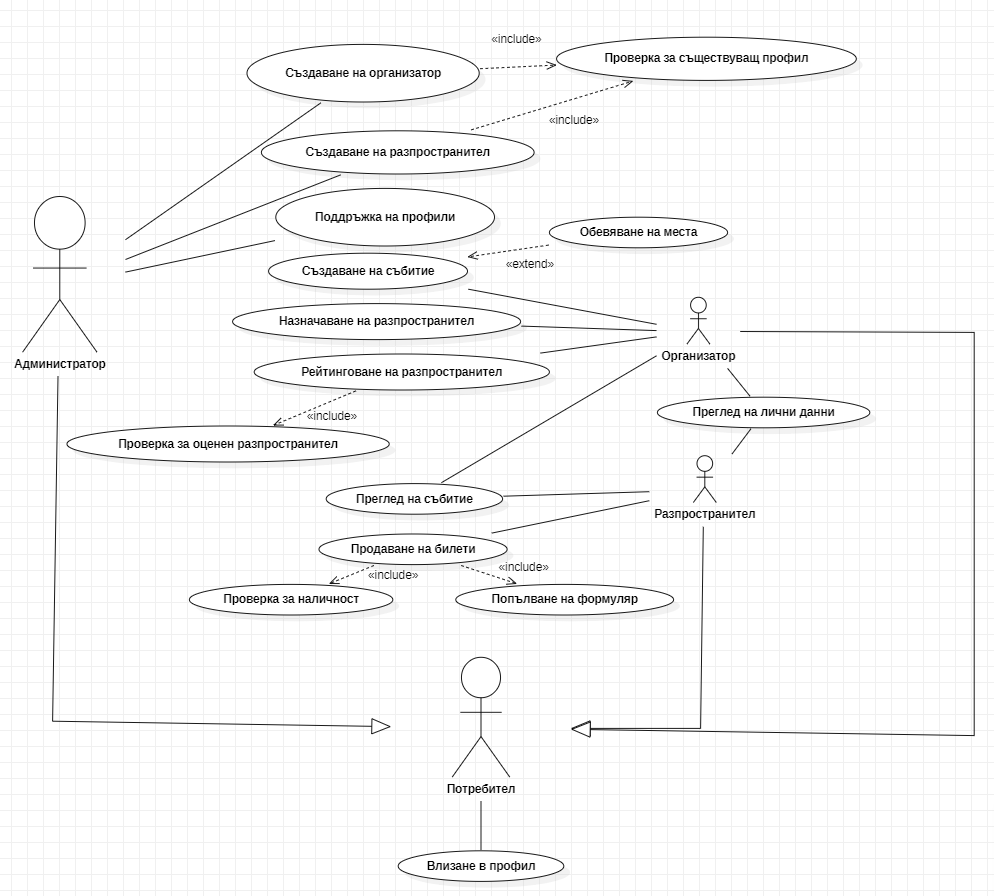 «include»
Проверка за съществуващ профил
Създаване на организатор
«include»
Създаване на разпространител
Поддръжка на профили
Обевяване на места
«extend»
Създаване на събитие
Назначаване на разпространител
Организатор
Администратор
Рейтинговане на разпространител
Преглед на лични данни
«include»
Проверка за оценен разпространител
Преглед на събитие
Разпространител
Продаване на билети
«include»
«include»
Проверка за наличност
Попълване на формуляр
Потребител
Влизане в профил